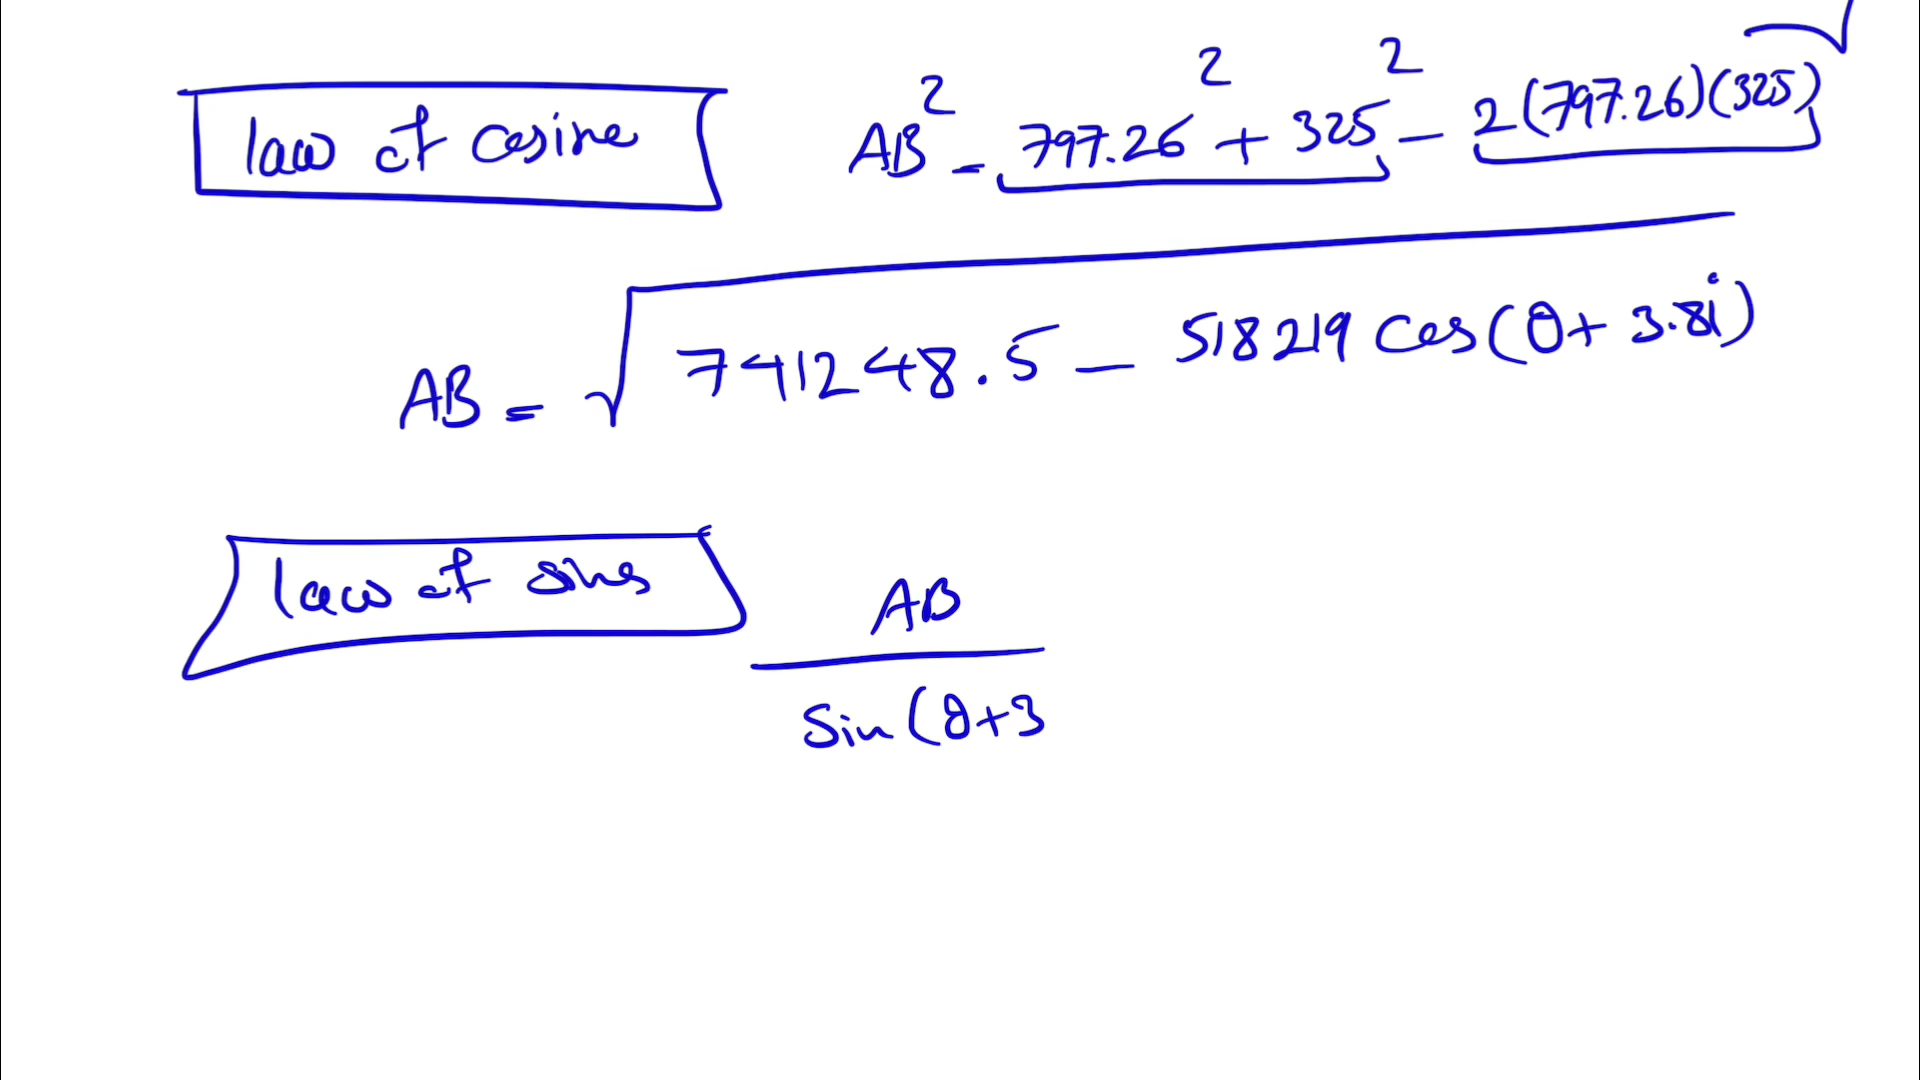 law of cosine AB² = 797.26² + 325² − 2(797.26)(325)
AB = √741248.5 − 518219 Cos(θ+ 3.81°)
law of sines AB
Sin(θ+3